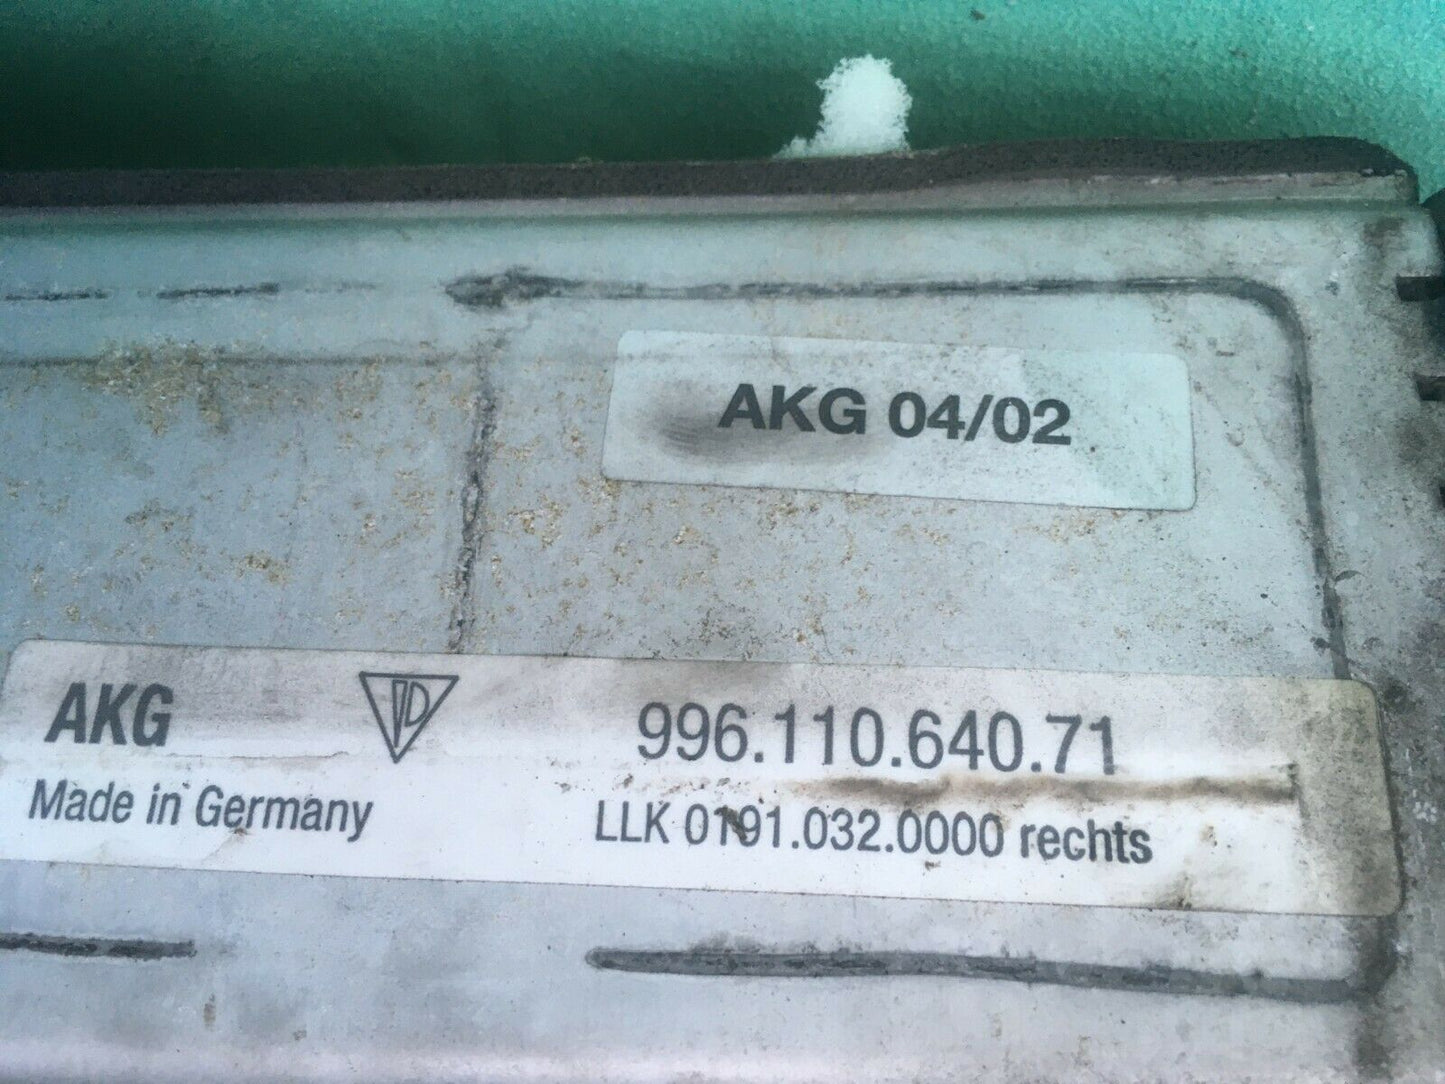 AKG 04/02
AKG 996.110.640.71
Made in Germany LLK 0191.032.0000 rechts